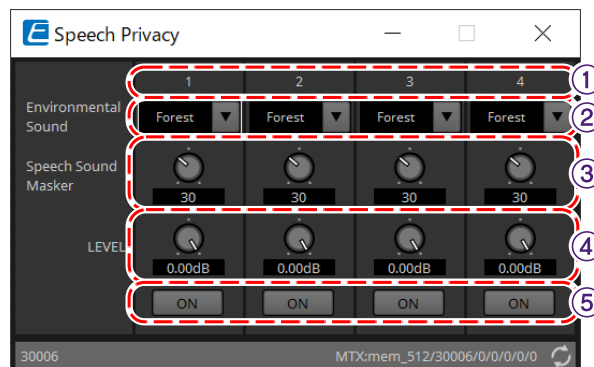 E Speech Privacy
1 2 3 4 ①
Environmental Sound Forest Forest Forest Forest ②
Speech Sound Masker 30 30 30 30 ③
LEVEL 0.00dB 0.00dB 0.00dB 0.00dB ④
ON ON ON ON ⑤
30006 MTX:mem_512/30006/0/0/0/0/0